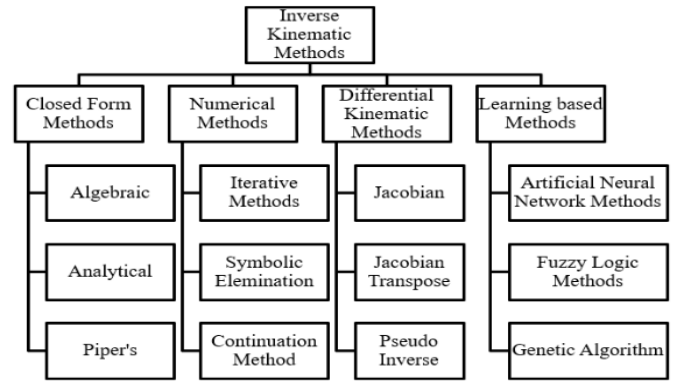 Inverse
Kinematic
Methods
Closed Form
Methods
Numerical
Methods
Differential
Kinematic
Methods
Learning based
Methods
Algebraic
Iterative
Methods
Jacobian
Artificial Neural
Network Methods
Analytical
Symbolic
Elemination
Jacobian
Transpose
Fuzzy Logic
Methods
Piper's
Continuation
Method
Pseudo
Inverse
Genetic Algorithm